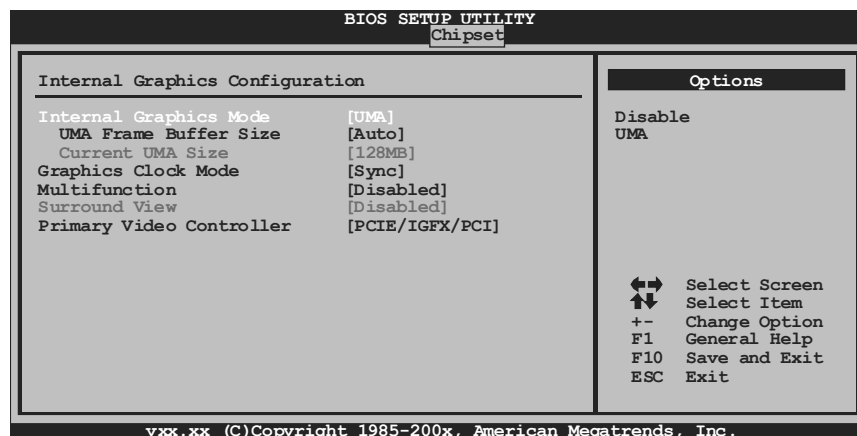 BIOS SETUP UTILITY
Chipset
Internal Graphics Configuration
Internal Graphics Mode [UMA]
UMA Frame Buffer Size [Auto]
Current UMA Size [128MB]
Graphics Clock Mode [Sync]
Multifunction [Disabled]
Surround View [Disabled]
Primary Video Controller [PCIE/IGFX/PCI]
Options
Disable
UMA
Select Screen
Select Item
+- Change Option
F1 General Help
F10 Save and Exit
ESC Exit
vxx.xx (C)Copyright 1985-200x, American Megatrends, Inc.